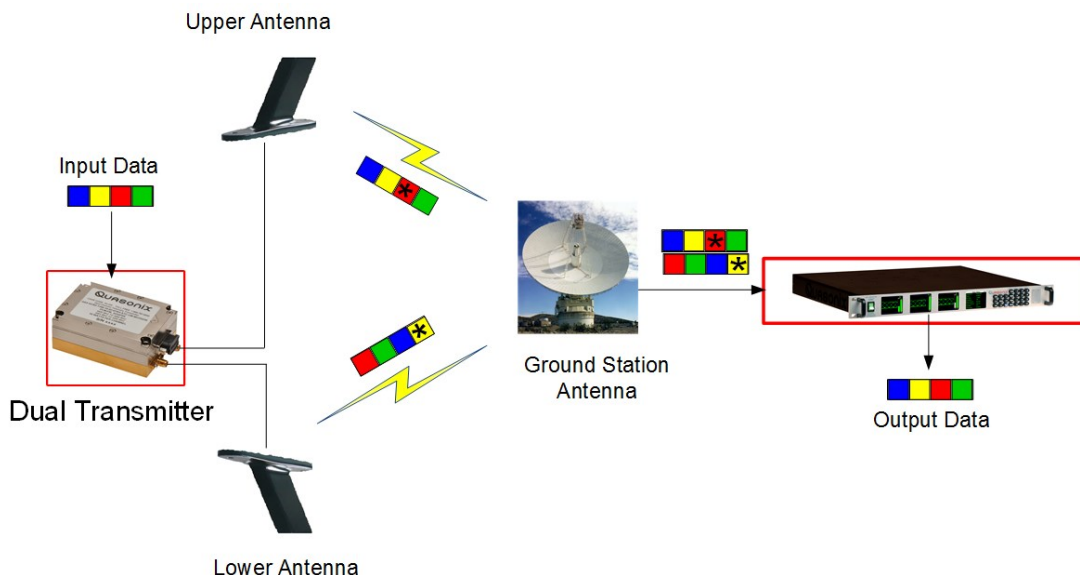 Upper Antenna
Input Data
*
*
*
*
QUASONIX
Ground Station
Antenna
Dual Transmitter
Output Data
Lower Antenna